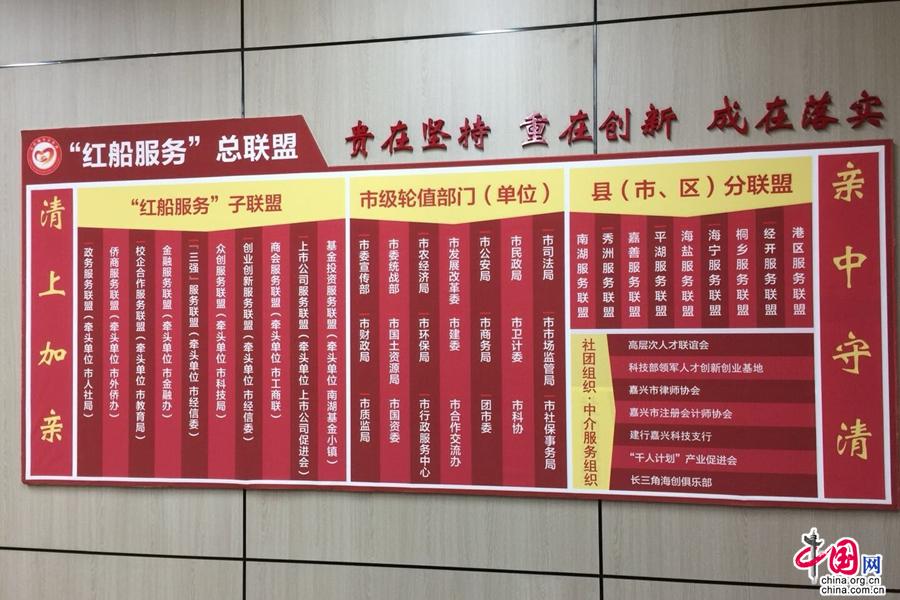 贵在坚持 重在创新 成在落实
“红船服务”总联盟
清上加亲
“红船服务”子联盟
政务服务联盟（牵头单位 市人社局）
侨商服务联盟（牵头单位 市外侨办）
校企合作服务联盟（牵头单位 市教育局）
金融服务联盟（牵头单位 市金融办）
“三强”服务联盟（牵头单位 市经信委）
众创服务联盟（牵头单位 市科技局）
创业创新服务联盟（牵头单位 市经信委）
商会服务联盟（牵头单位 市工商联）
上市公司服务联盟（牵头单位 上市公司促进会）
基金投资服务联盟（牵头单位 南湖基金小镇）
市级轮值部门（单位）
市委宣传部
市委统战部
市农经济局
市发展改革委
市公安局
市民政局
市司法局
市财政局
市国土资源局
市环保局
市建委
市商务局
市卫计委
市市场监管局
市质监局
市国资委
市行政服务中心
市合作交流办
团市委
市科协
市社保事务局
县（市、区）分联盟
南湖服务联盟
秀洲服务联盟
嘉善服务联盟
平湖服务联盟
海盐服务联盟
海宁服务联盟
桐乡服务联盟
经开服务联盟
港区服务联盟
社团组织·中介服务组织
高层次人才联谊会
科技部领军人才创新创业基地
嘉兴市律师协会
嘉兴市注册会计师协会
建行嘉兴科技支行
“千人计划”产业促进会
长三角海创俱乐部
亲中守清
中国网
china.org.cn
china.com.cn